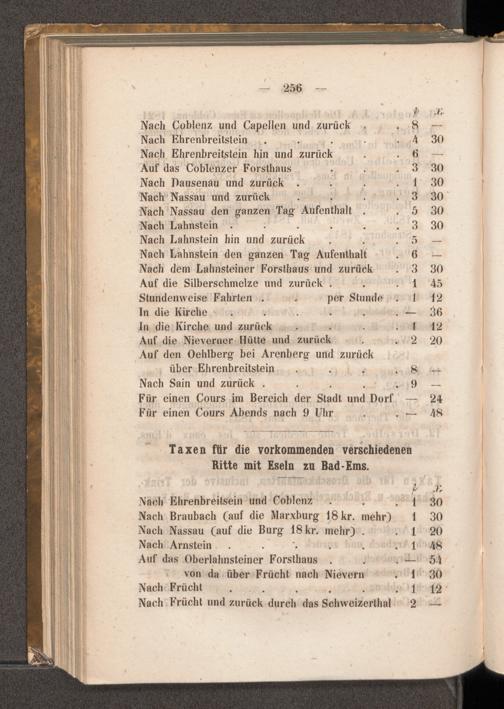 — 256 —
Nach Coblenz und Capellen und zurück . 8 —
Nach Ehrenbreitstein . . . . . 4 30
Nach Ehrenbreitstein hin und zurück . 6 —
Auf das Coblenzer Forsthaus . . . 3 30
Nach Dausenau und zurück . . . . 1 30
Nach Nassau und zurück . . . . 3 30
Nach Nassau den ganzen Tag Aufenthalt . . 5 30
Nach Lahnstein . . . . . . 3 30
Nach Lahnstein hin und zurück . . . 5 —
Nach Lahnstein den ganzen Tag Aufenthalt . 6 —
Nach dem Lahnsteiner Forsthaus und zurück . 3 30
Auf die Silberschmelze und zurück . . . 1 45
Stundenweise Fahrten . . per Stunde . 1 12
In die Kirche . . . . . . — 36
In die Kirche und zurück . . . . 1 12
Auf die Nieverner Hütte und zurück . . 2 20
Auf den Oehlberg bei Arenberg und zurück
über Ehrenbreitstein . . . . 8 —
Nach Sain und zurück . . . . . 9 —
Für einen Cours im Bereich der Stadt und Dorf — 24
Für einen Cours Abends nach 9 Uhr . . — 48
Taxen für die vorkommenden verschiedenen
Ritte mit Eseln zu Bad-Ems.
Nach Ehrenbreitsein und Coblenz . . . 1 30
Nach Braubach (auf die Marxburg 18 kr. mehr) . 1 30
Nach Nassau (auf die Burg 18 kr. mehr) . . 1 20
Nach Arnstein . . . . . . 1 48
Auf das Oberlahnsteiner Forsthaus . . . — 54
von da über Frücht nach Nievern . 1 30
Nach Frücht . . . . . . 1 12
Nach Frücht und zurück durch das Schweizerthal 2 —